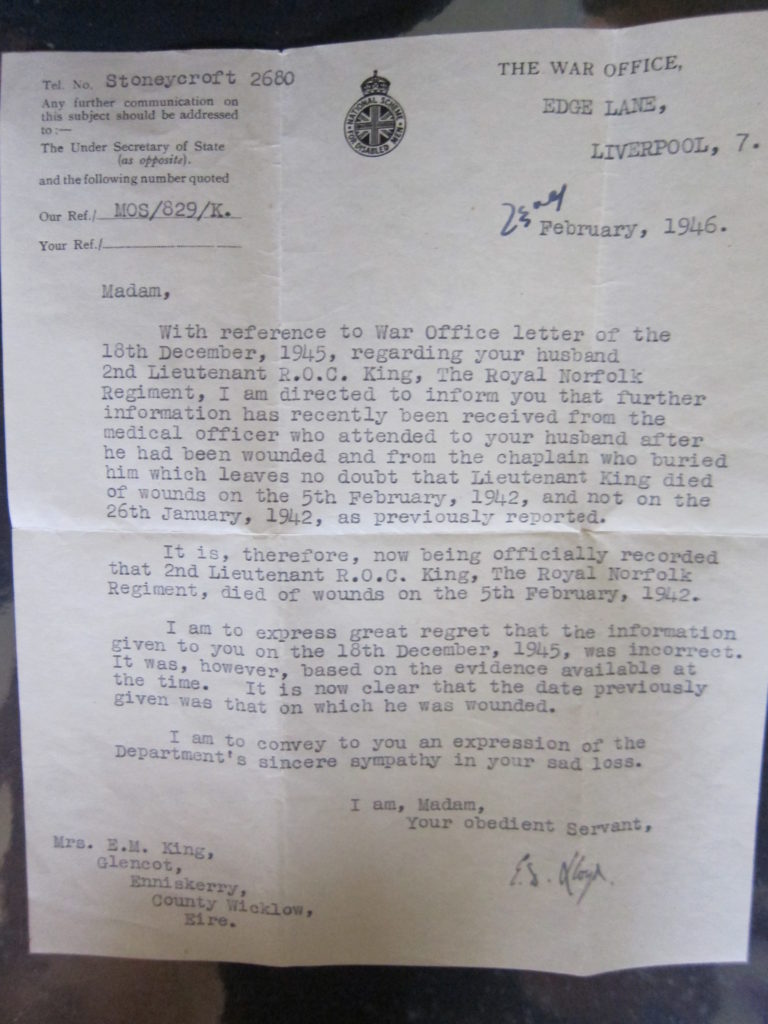 Tel. No. Stoneycroft 2680
Any further communication on
this subject should be addressed
to :—
The Under Secretary of State
(as opposite).
and the following number quoted
Our Ref./ MOS/829/K.
Your Ref./
NATIONAL SCHEME
FOR DISABLED MEN
THE WAR OFFICE,
EDGE LANE,
LIVERPOOL, 7.
February, 1946.
Madam,
With reference to War Office letter of the
18th December, 1945, regarding your husband
2nd Lieutenant R.O.C. King, The Royal Norfolk
Regiment, I am directed to inform you that further
information has recently been received from the
medical officer who attended to your husband after
he had been wounded and from the chaplain who buried
him which leaves no doubt that Lieutenant King died
of wounds on the 5th February, 1942, and not on the
26th January, 1942, as previously reported.
It is, therefore, now being officially recorded
that 2nd Lieutenant R.O.C. King, The Royal Norfolk
Regiment, died of wounds on the 5th February, 1942.
I am to express great regret that the information
given to you on the 18th December, 1945, was incorrect.
It was, however, based on the evidence available at
the time. It is now clear that the date previously
given was that on which he was wounded.
I am to convey to you an expression of the
Department's sincere sympathy in your sad loss.
I am, Madam,
Your obedient Servant,
Lloyd.
Mrs. E.M. King,
Glencot,
Enniskerry,
County Wicklow,
Eire.